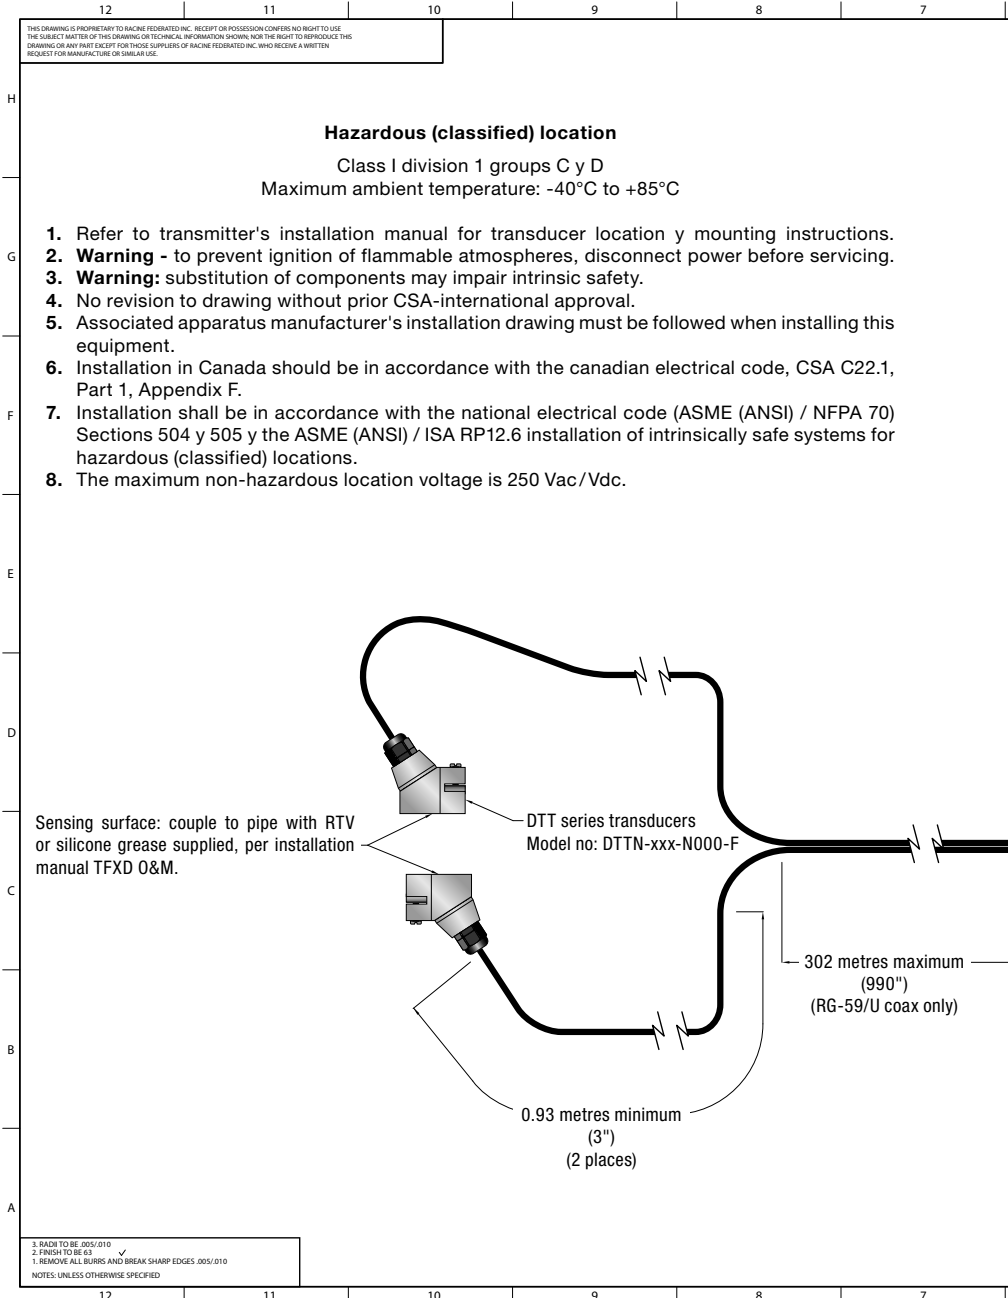 12 11 10 9 8 7
THIS DRAWING IS PROPRIETARY TO RACINE FEDERATED INC. RECEIPT OR POSSESSION CONFERS NO RIGHT TO USE
THE SUBJECT MATTER OF THIS DRAWING OR TECHNICAL INFORMATION SHOWN; NOR THE RIGHT TO REPRODUCE THIS
DRAWING OR ANY PART EXCEPT FOR THOSE SUPPLIERS OF RACINE FEDERATED INC. WHO RECEIVE A WRITTEN
REQUEST FOR MANUFACTURE OR SIMILAR USE.
H
Hazardous (classified) location
Class I division 1 groups C y D
Maximum ambient temperature: -40°C to +85°C
1. Refer to transmitter's installation manual for transducer location y mounting instructions.
G
2. Warning - to prevent ignition of flammable atmospheres, disconnect power before servicing.
3. Warning: substitution of components may impair intrinsic safety.
4. No revision to drawing without prior CSA-international approval.
5. Associated apparatus manufacturer's installation drawing must be followed when installing this
equipment.
6. Installation in Canada should be in accordance with the canadian electrical code, CSA C22.1,
Part 1, Appendix F.
F
7. Installation shall be in accordance with the national electrical code (ASME (ANSI) / NFPA 70)
Sections 504 y 505 y the ASME (ANSI) / ISA RP12.6 installation of intrinsically safe systems for
hazardous (classified) locations.
8. The maximum non-hazardous location voltage is 250 Vac/Vdc.
E
D
Sensing surface: couple to pipe with RTV
or silicone grease supplied, per installation
manual TFXD O&M.
DTT series transducers
Model no: DTTN-xxx-N000-F
C
302 metres maximum
(990")
(RG-59/U coax only)
B
0.93 metres minimum
(3")
(2 places)
A
3. RADII TO BE .005/.010
2. FINISH TO BE 63
1. REMOVE ALL BURRS AND BREAK SHARP EDGES .005/.010
NOTES: UNLESS OTHERWISE SPECIFIED
12 11 10 9 8 7